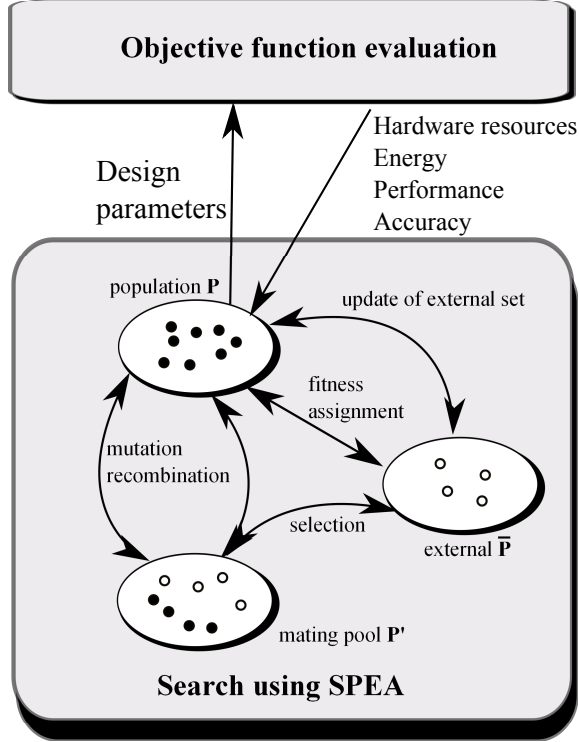 Objective function evaluation
Hardware resources
Energy
Performance
Accuracy
Design
parameters
population P
update of external set
fitness
assignment
mutation
recombination
selection
external P̅
mating pool P'
Search using SPEA